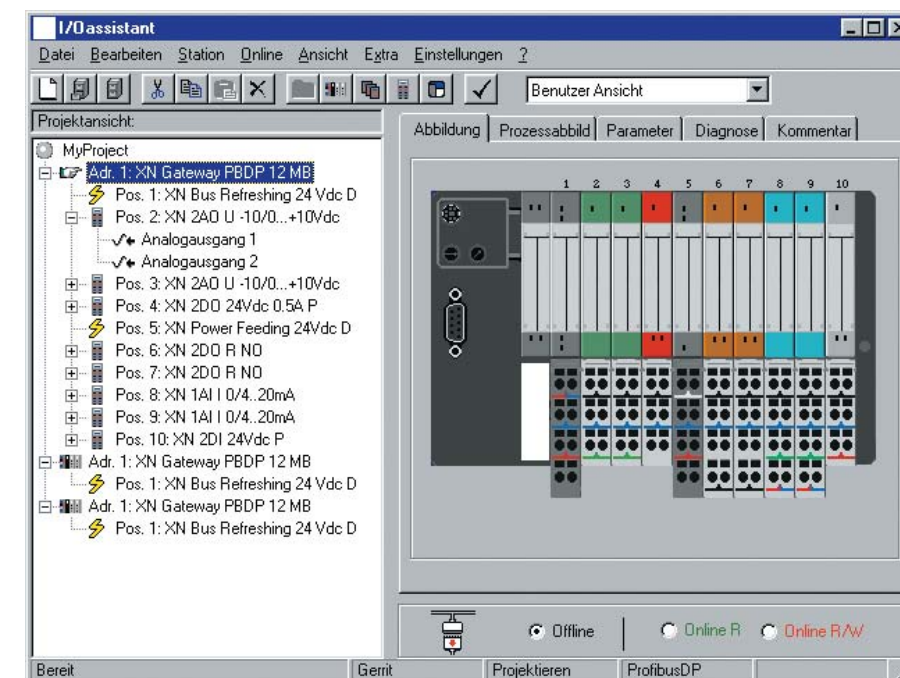 I/Oassistant
Datei Bearbeiten Station Online Ansicht Extra Einstellungen ?
Benutzer Ansicht
Projektansicht:
MyProject
Adr. 1: XN Gateway PBDP 12 MB
Pos. 1: XN Bus Refreshing 24 Vdc D
Pos. 2: XN 2AO U -10/0...+10Vdc
Analogausgang 1
Analogausgang 2
Pos. 3: XN 2AO U -10/0...+10Vdc
Pos. 4: XN 2DO 24Vdc 0.5A P
Pos. 5: XN Power Feeding 24Vdc D
Pos. 6: XN 2DO R NO
Pos. 7: XN 2DO R NO
Pos. 8: XN 1AI I 0/4..20mA
Pos. 9: XN 1AI I 0/4..20mA
Pos. 10: XN 2DI 24Vdc P
Adr. 1: XN Gateway PBDP 12 MB
Pos. 1: XN Bus Refreshing 24 Vdc D
Adr. 1: XN Gateway PBDP 12 MB
Pos. 1: XN Bus Refreshing 24 Vdc D
Abbildung Prozessabbild Parameter Diagnose Kommentar
1 2 3 4 5 6 7 8 9 10
Offline Online R Online R/W
Bereit Gerrit Projektieren ProfibusDP